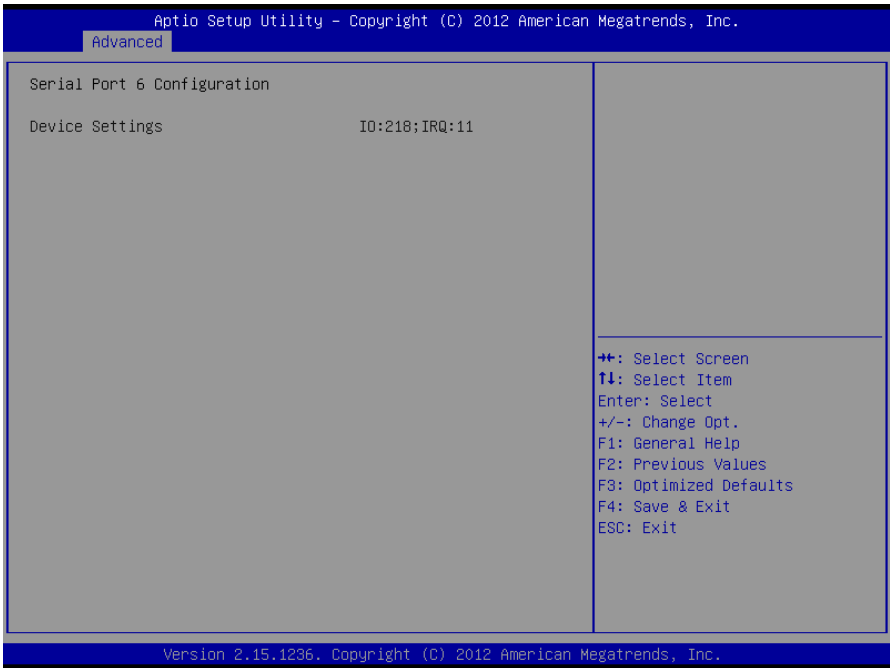 Aptio Setup Utility – Copyright (C) 2012 American Megatrends, Inc.
Advanced
Serial Port 6 Configuration
Device Settings IO:218;IRQ:11
→←: Select Screen
↑↓: Select Item
Enter: Select
+/-: Change Opt.
F1: General Help
F2: Previous Values
F3: Optimized Defaults
F4: Save & Exit
ESC: Exit
Version 2.15.1236. Copyright (C) 2012 American Megatrends, Inc.